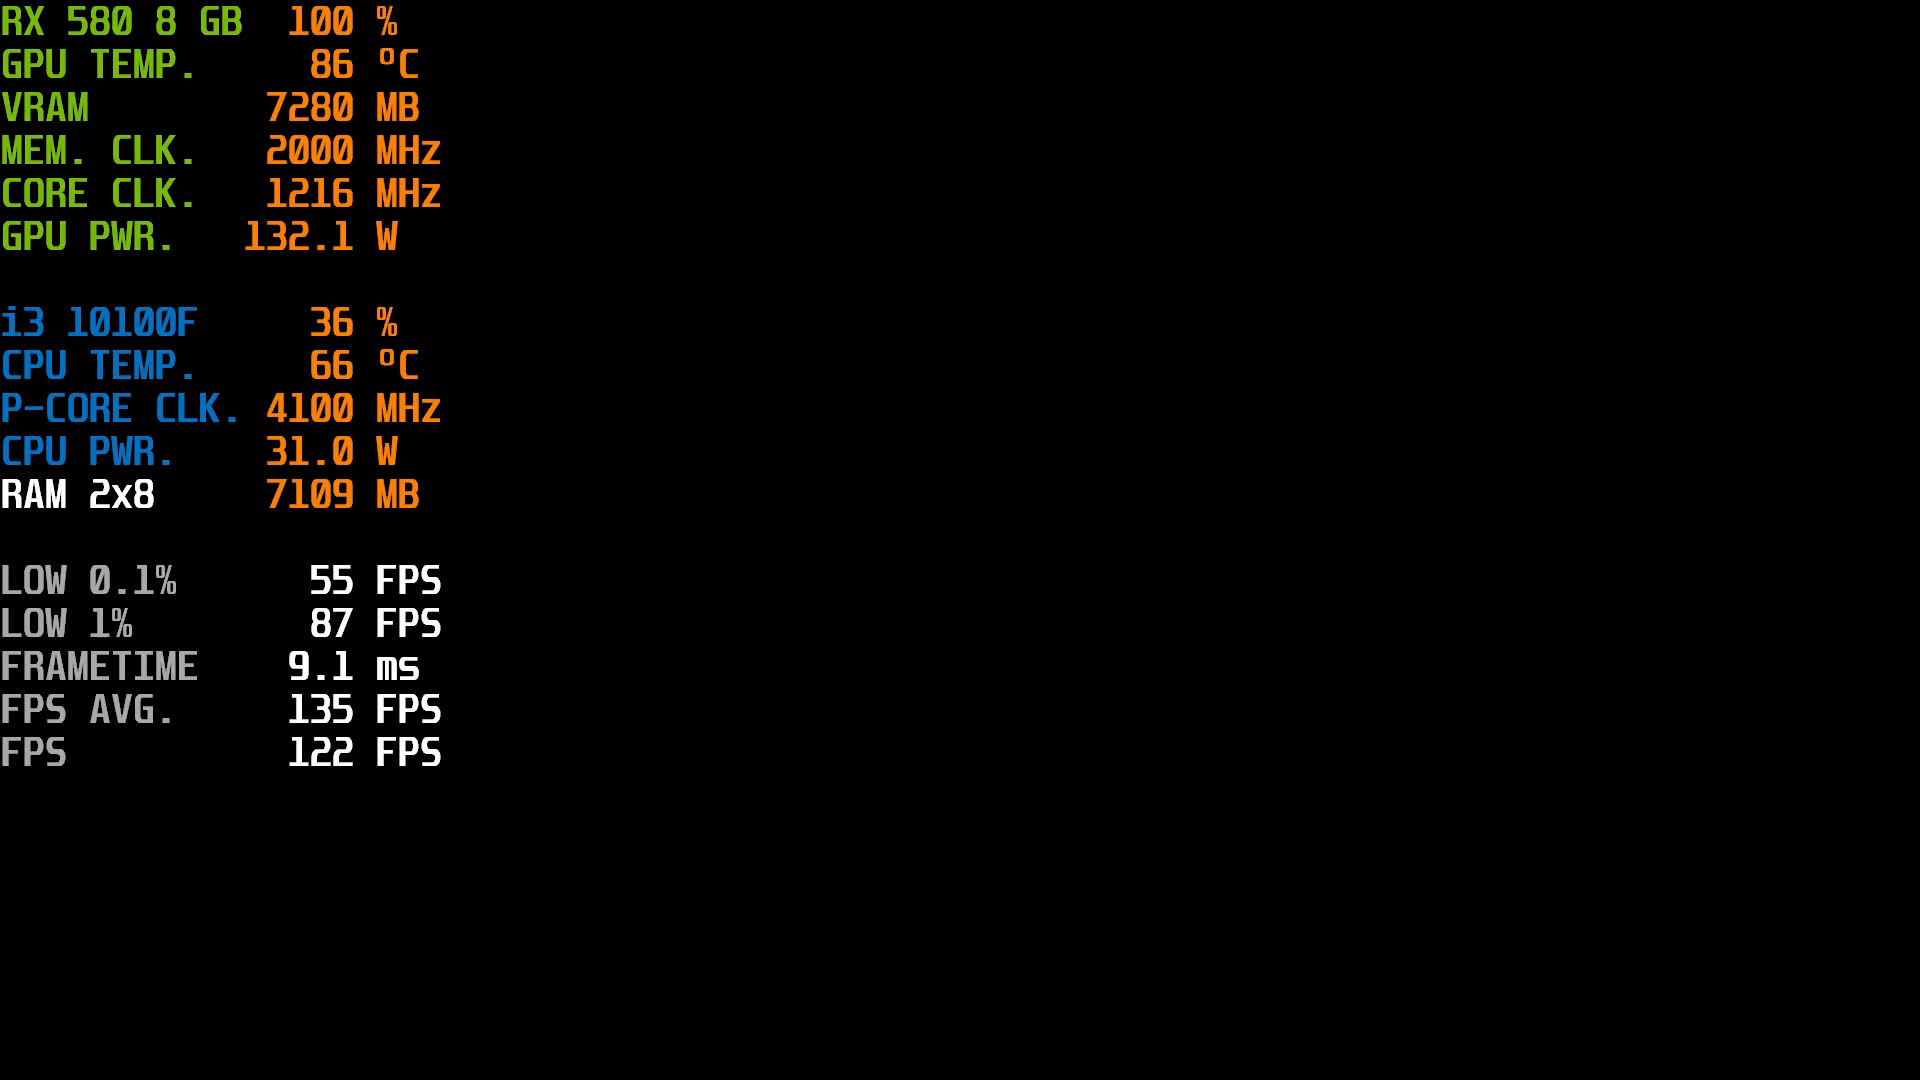 RX 580 8 GB 100 %
GPU TEMP. 86 ºC
VRAM 7280 MB
MEM. CLK. 2000 MHz
CORE CLK. 1216 MHz
GPU PWR. 132.1 W
i3 10100F 36 %
CPU TEMP. 66 ºC
P-CORE CLK. 4100 MHz
CPU PWR. 31.0 W
RAM 2x8 7109 MB
LOW 0.1% 55 FPS
LOW 1% 87 FPS
FRAMETIME 9.1 ms
FPS AVG. 135 FPS
FPS 122 FPS